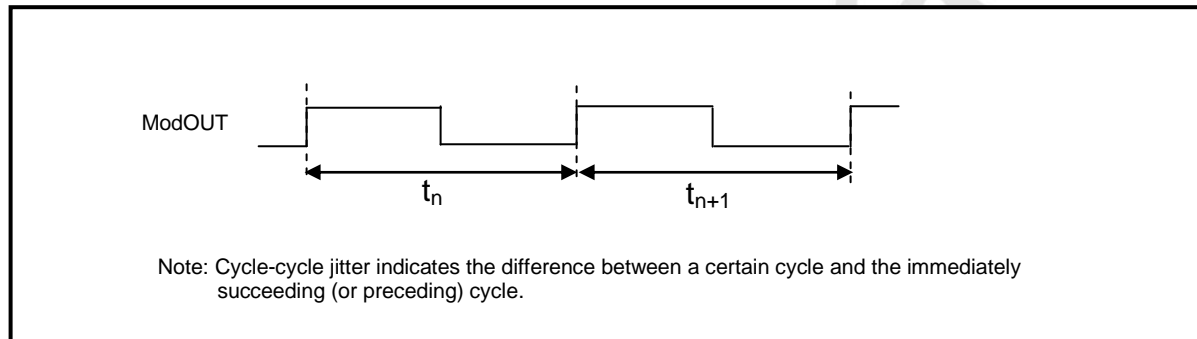 ModOUT
tn
tn+1
Note: Cycle-cycle jitter indicates the difference between a certain cycle and the immediately
succeeding (or preceding) cycle.